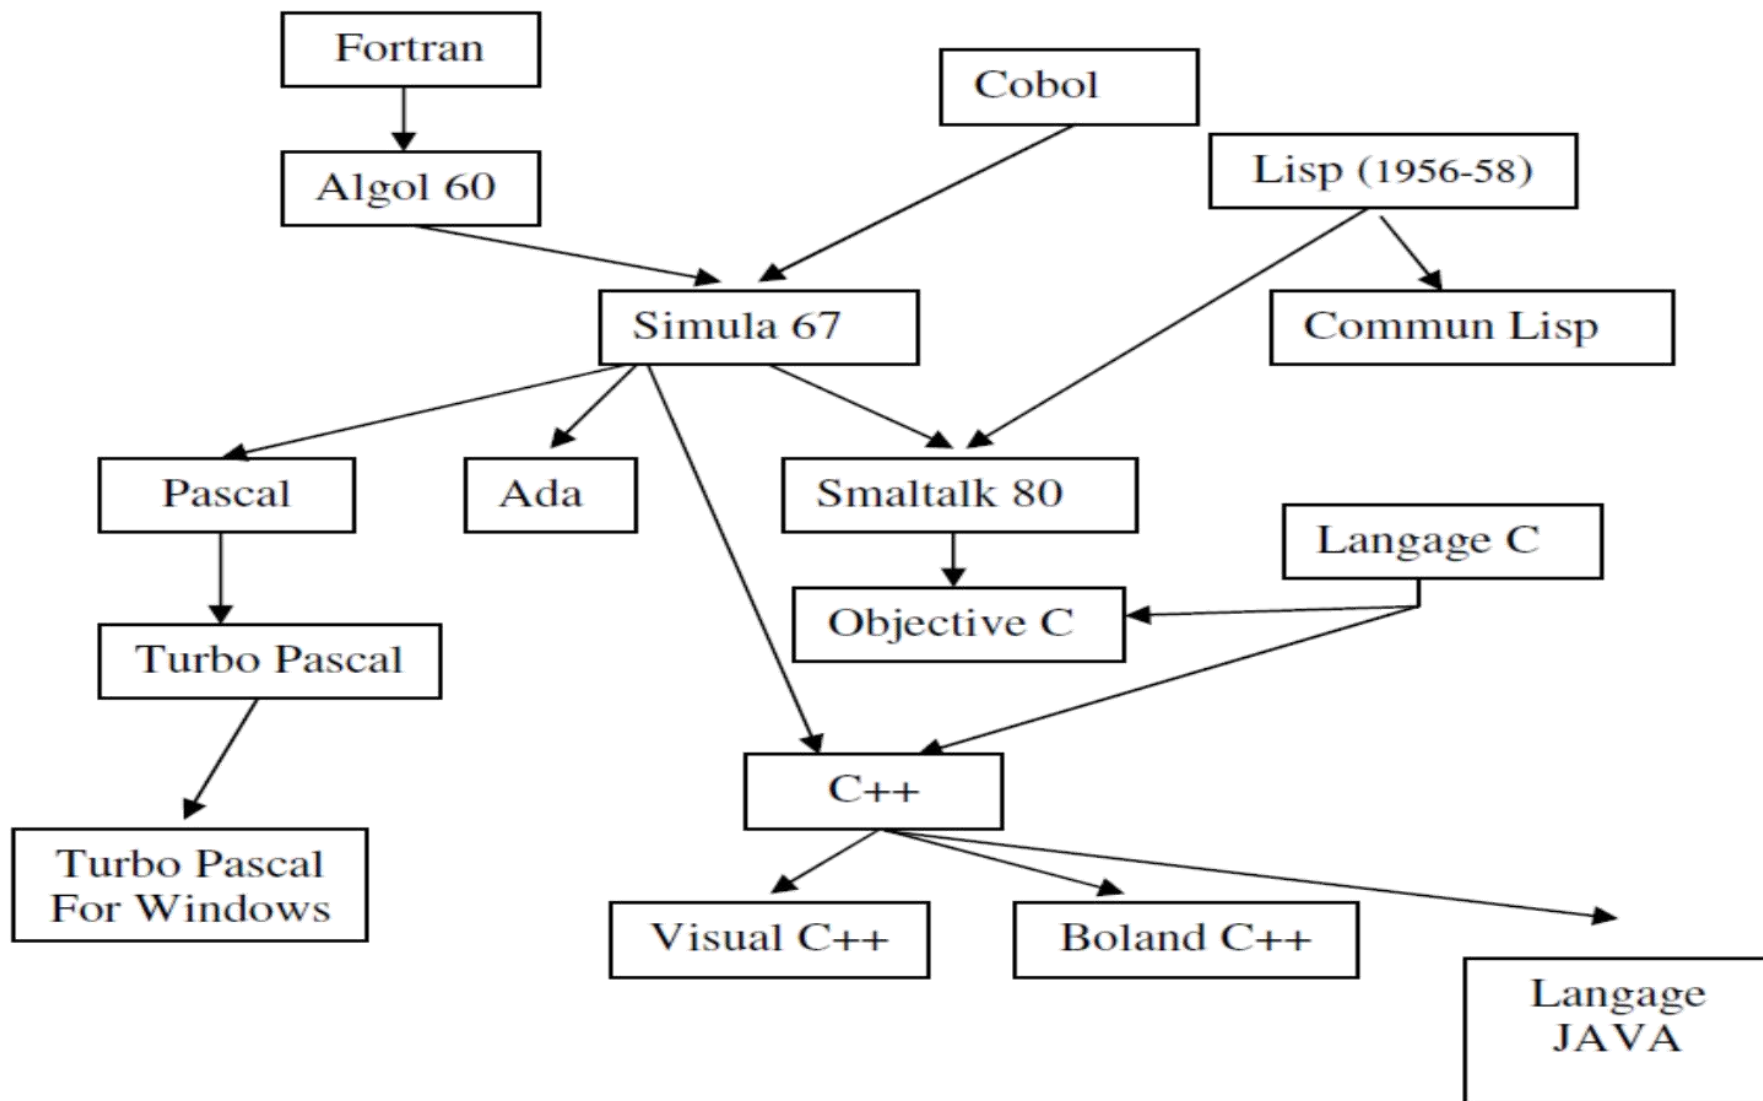 Fortran
Cobol
Algol 60
Lisp (1956-58)
Simula 67
Commun Lisp
Pascal
Ada
Smaltalk 80
Langage C
Objective C
Turbo Pascal
C++
Turbo Pascal
For Windows
Visual C++
Boland C++
Langage
JAVA